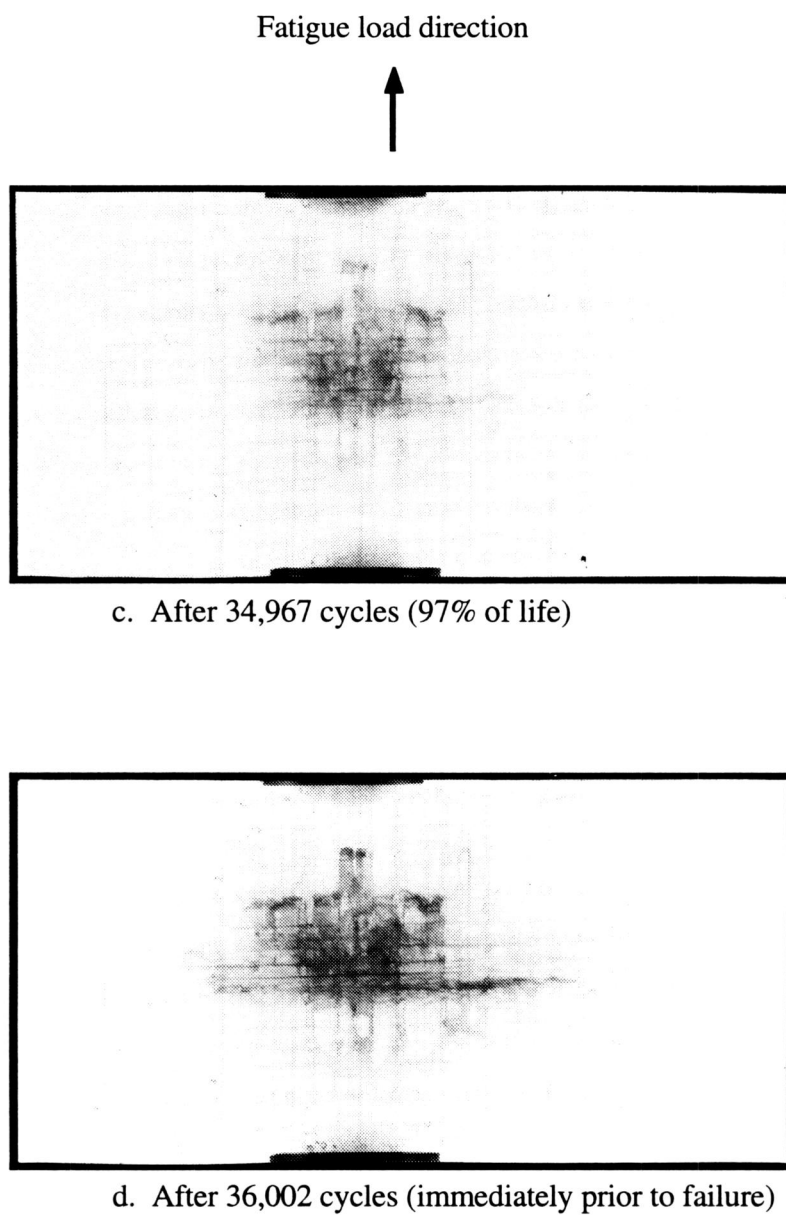 Fatigue load direction
c. After 34,967 cycles (97% of life)
d. After 36,002 cycles (immediately prior to failure)